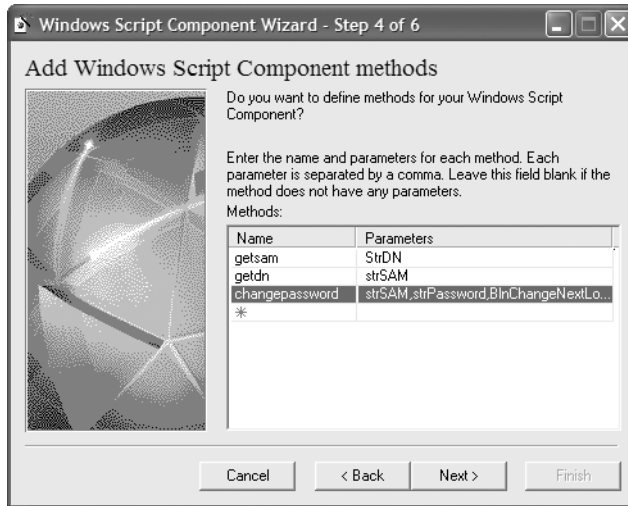 Windows Script Component Wizard - Step 4 of 6
Add Windows Script Component methods
Do you want to define methods for your Windows Script
Component?
Enter the name and parameters for each method. Each
parameter is separated by a comma. Leave this field blank if the
method does not have any parameters.
Methods:
Name Parameters
getsam StrDN
getdn strSAM
changepassword strSAM,strPassword,BlnChangeNextLo...
*
Cancel < Back Next > Finish